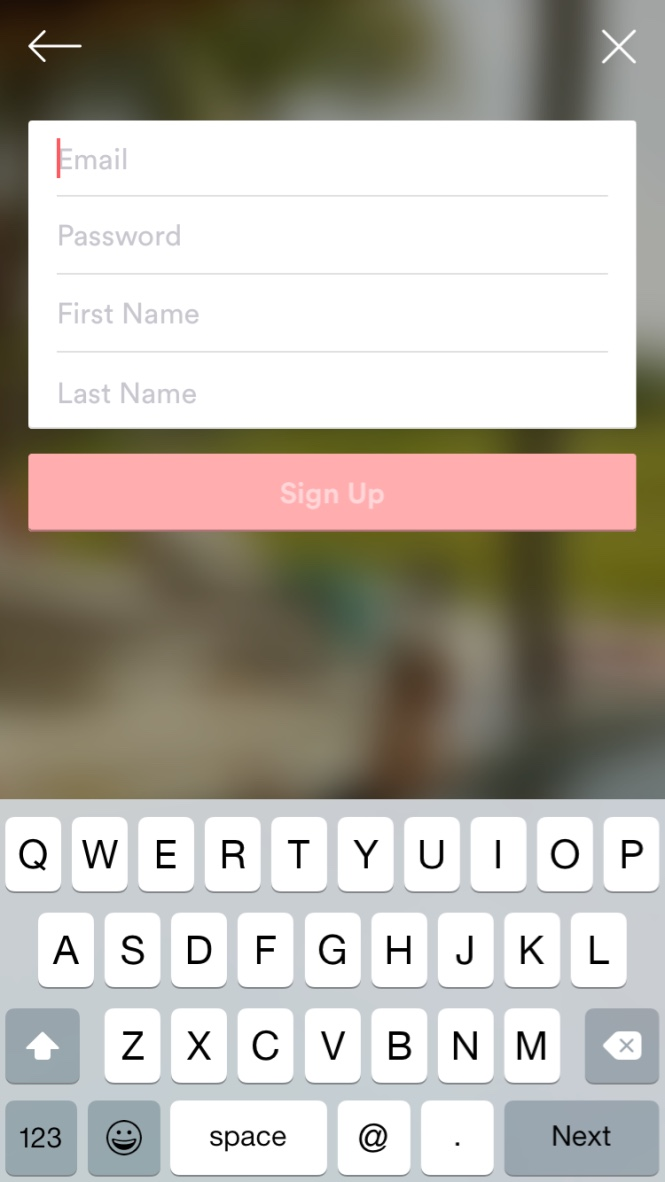 Email
Password
First Name
Last Name
Sign Up
Q W E R T Y U I O P
A S D F G H J K L
Z X C V B N M
123 space @ . Next